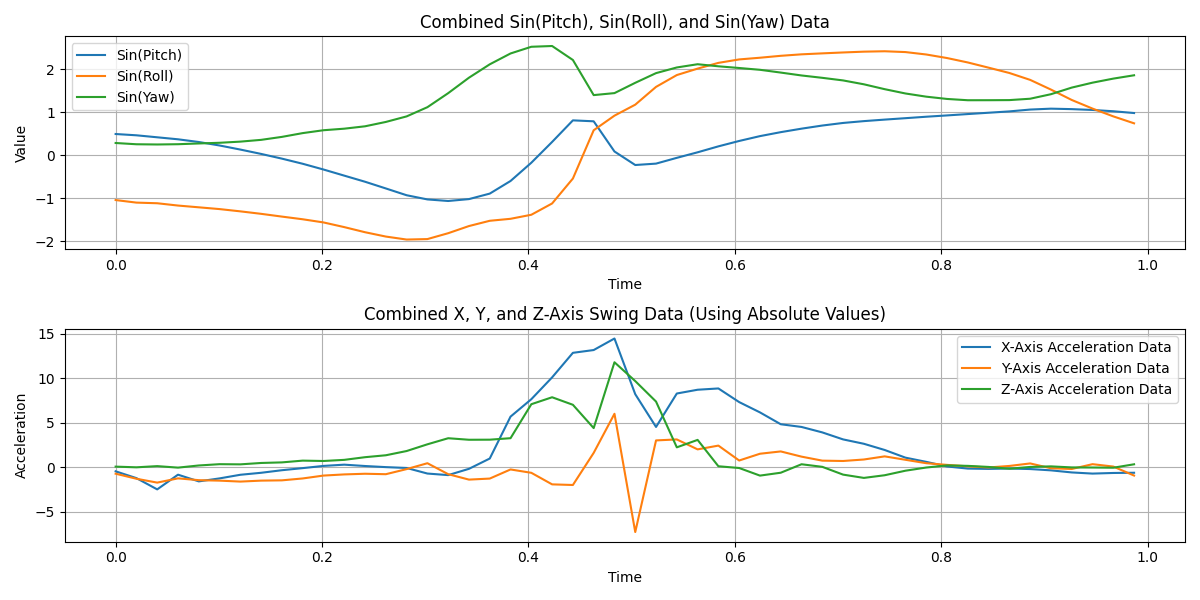 Combined Sin(Pitch), Sin(Roll), and Sin(Yaw) Data
Sin(Pitch)
Sin(Roll)
Sin(Yaw)
Value
2
1
0
−1
−2
0.0 0.2 0.4 0.6 0.8 1.0
Time
Combined X, Y, and Z-Axis Swing Data (Using Absolute Values)
X-Axis Acceleration Data
Y-Axis Acceleration Data
Z-Axis Acceleration Data
Acceleration
15
10
5
0
−5
0.0 0.2 0.4 0.6 0.8 1.0
Time